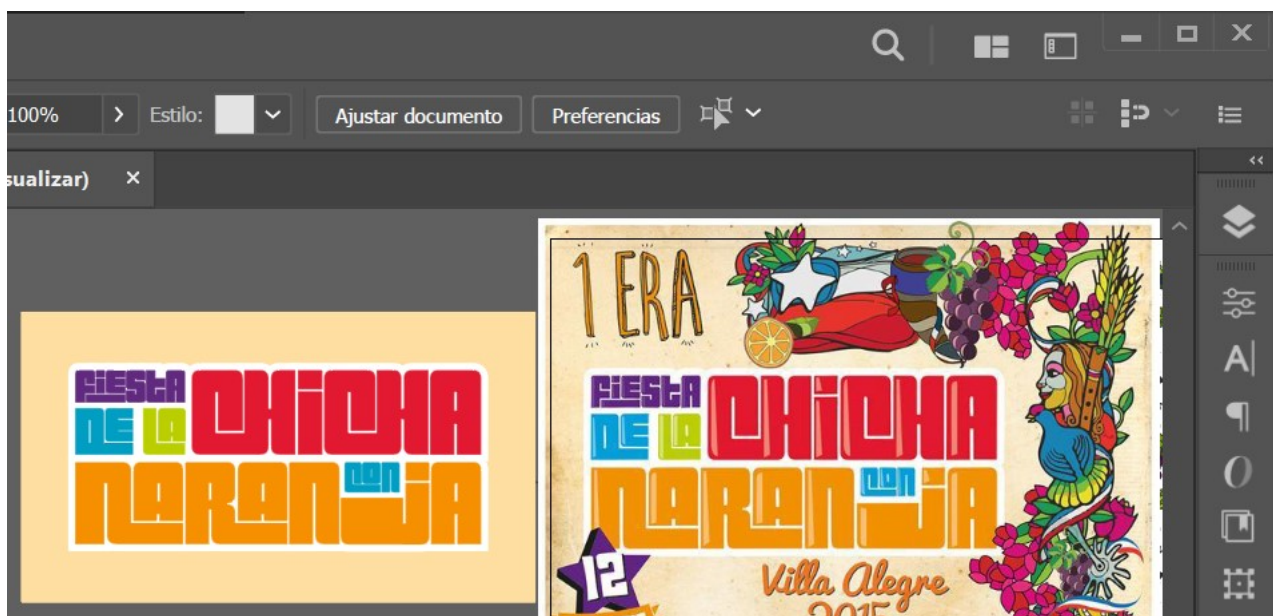 100%
Estilo:
Ajustar documento
Preferencias
sualizar)
FIESTA
DE LA
CHiCHA
CON
NARANjA
1 ERA
FIESTA
DE LA
CHiCHA
CON
NARANjA
12
Villa Alegre
2015